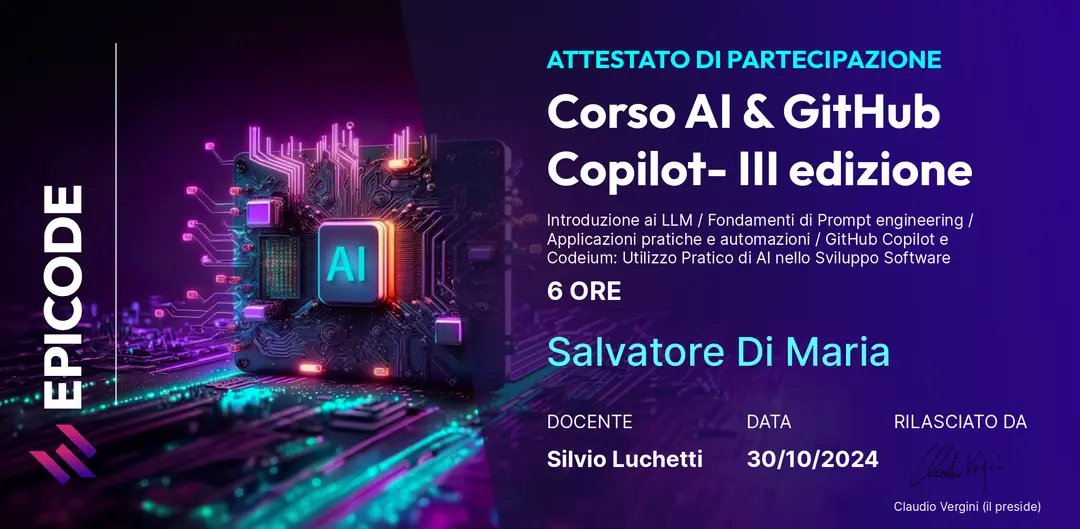 EPICODE
AI
ATTESTATO DI PARTECIPAZIONE
Corso AI & GitHub
Copilot- III edizione
Introduzione ai LLM / Fondamenti di Prompt engineering /
Applicazioni pratiche e automazioni / GitHub Copilot e
Codeium: Utilizzo Pratico di AI nello Sviluppo Software
6 ORE
Salvatore Di Maria
DOCENTE
DATA
RILASCIATO DA
Silvio Luchetti
30/10/2024
Claudio Vergini
Claudio Vergini (il preside)